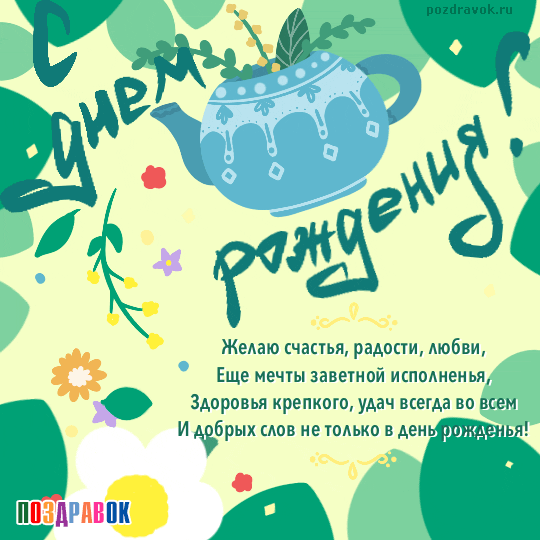 pozdravok.ru
С
днем
рождения!
Желаю счастья, радости, любви,
Еще мечты заветной исполненья,
Здоровья крепкого, удач всегда во всем
И добрых слов не только в день рожденья!
ПОЗДРАВОК